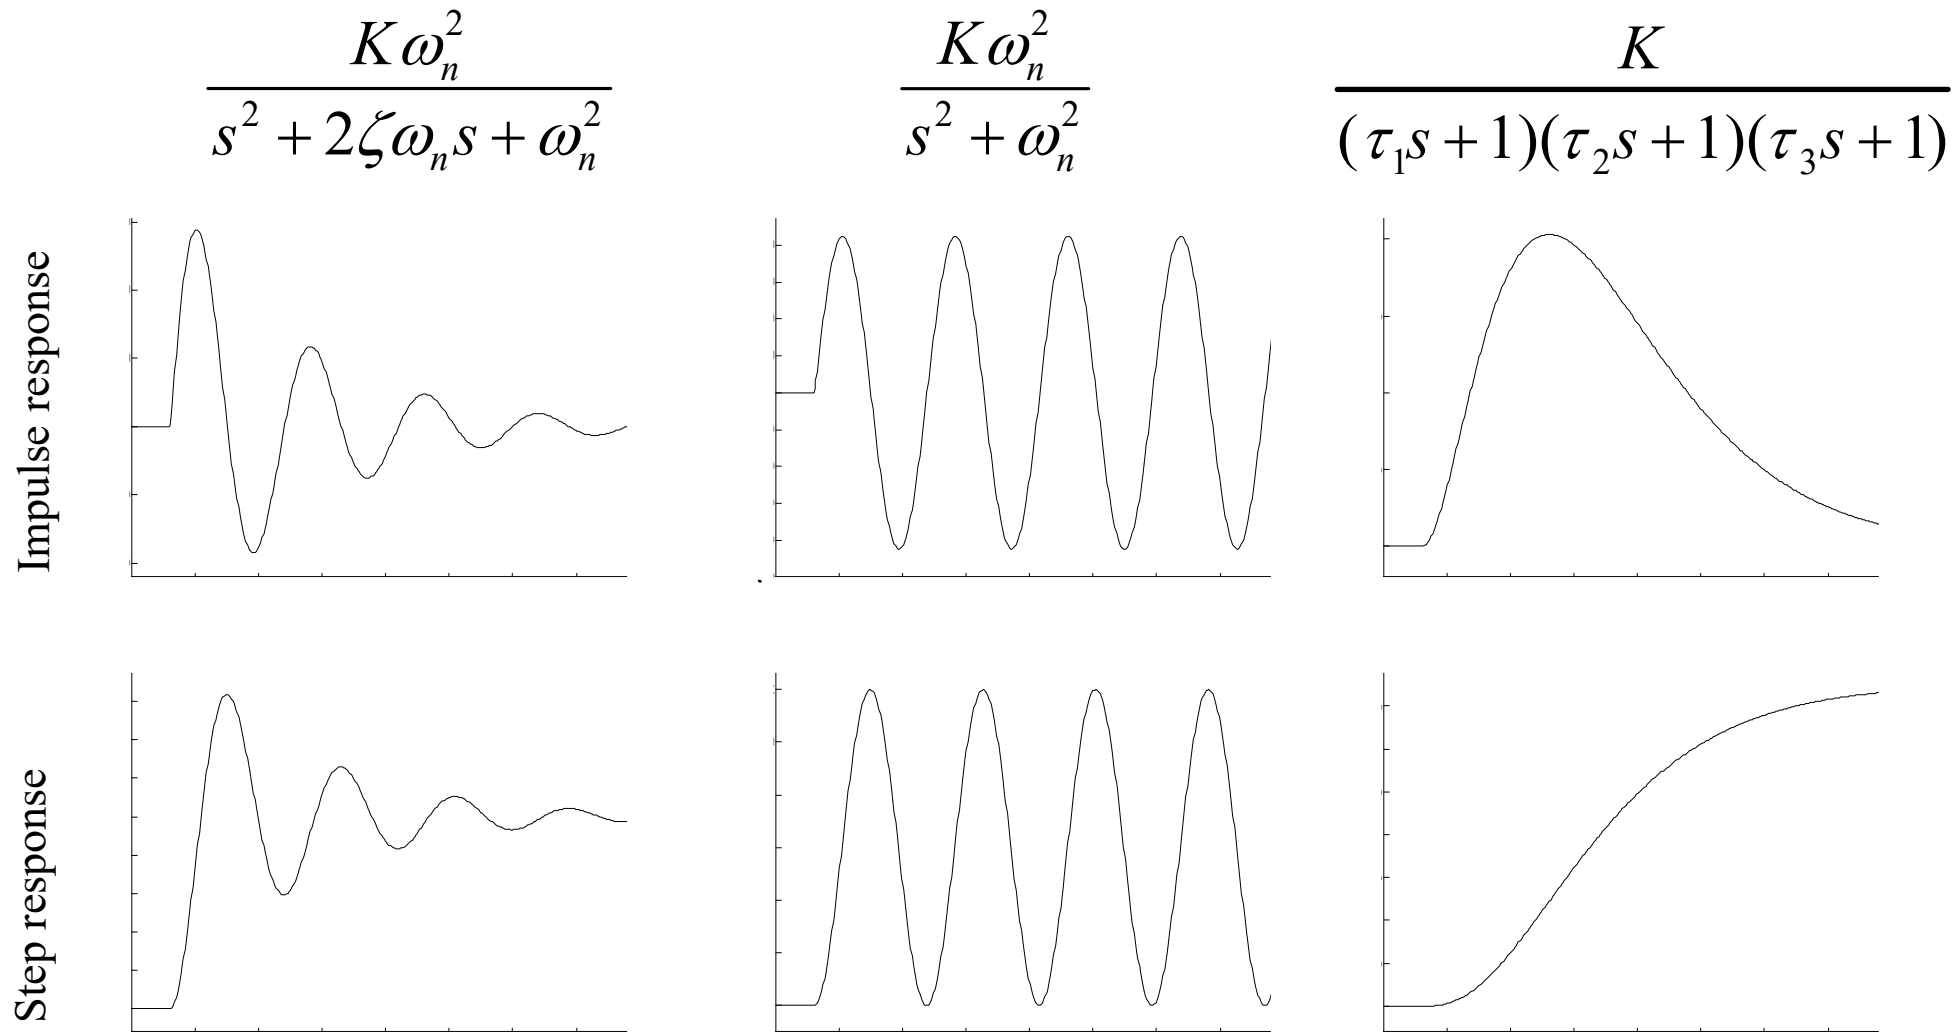 Kω_n^2 / (s^2 + 2ζω_n s + ω_n^2)
Kω_n^2 / (s^2 + ω_n^2)
K / ((τ_1 s + 1)(τ_2 s + 1)(τ_3 s + 1))
Impulse response
Step response